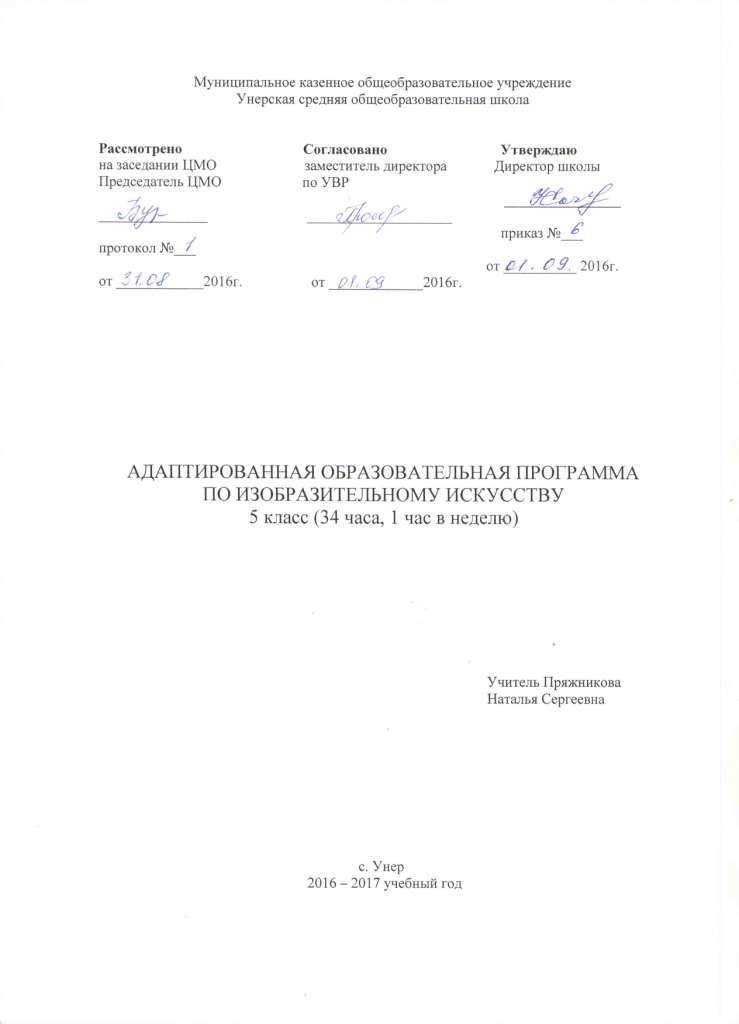 Муниципальное казенное общеобразовательное учреждение
Унерская средняя общеобразовательная школа
Рассмотрено
на заседании ЦМО
Председатель ЦМО
протокол № 1
от 31.08 2016г.
Согласовано
заместитель директора
по УВР
от 01.09 2016г.
Утверждаю
Директор школы
приказ № 6
от 01.09. 2016г.
АДАПТИРОВАННАЯ ОБРАЗОВАТЕЛЬНАЯ ПРОГРАММА
ПО ИЗОБРАЗИТЕЛЬНОМУ ИСКУССТВУ
5 класс (34 часа, 1 час в неделю)
Учитель Пряжникова
Наталья Сергеевна
с. Унер
2016 – 2017 учебный год